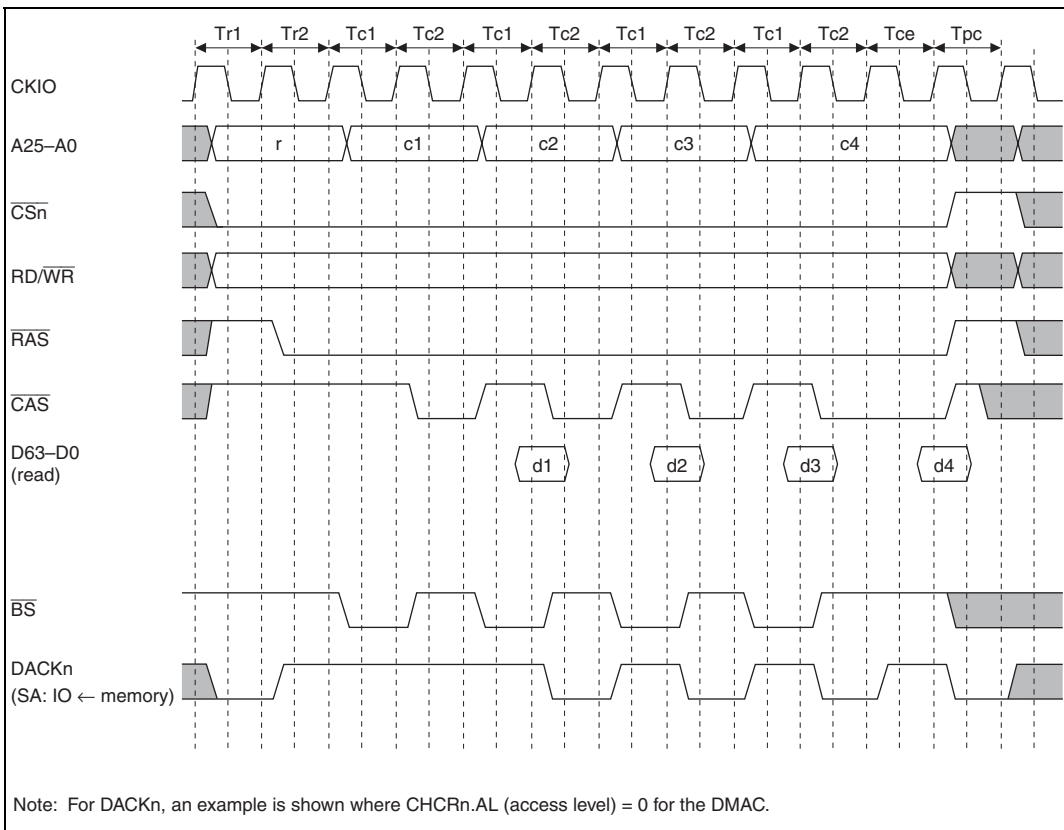 Tr1 Tr2 Tc1 Tc2 Tc1 Tc2 Tc1 Tc2 Tc1 Tc2 Tce Tpc
CKIO
A25–A0 r c1 c2 c3 c4
CSn
RD/WR
RAS
CAS
D63–D0
(read)
d1 d2 d3 d4
BS
DACKn
(SA: IO ← memory)
Note: For DACKn, an example is shown where CHCRn.AL (access level) = 0 for the DMAC.